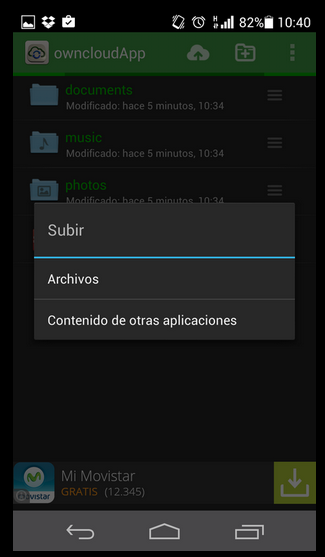 82% 10:40
owncloudApp
documents
Modificado: hace 5 minutos, 10:34
music
Modificado: hace 5 minutos, 10:34
photos
Modificado: hace 5 minutos, 10:34
Subir
Archivos
Contenido de otras aplicaciones
Mi Movistar
GRATIS (12.345)